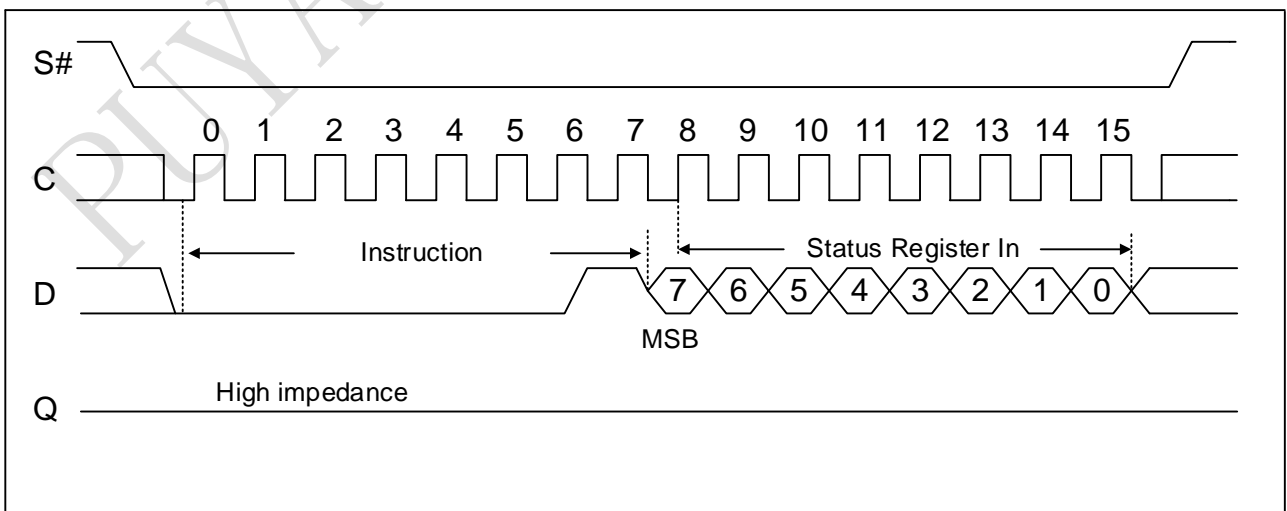 PUYA
S#
0 1 2 3 4 5 6 7 8 9 10 11 12 13 14 15
C
Instruction Status Register In
D 7 6 5 4 3 2 1 0
MSB
High impedance
Q